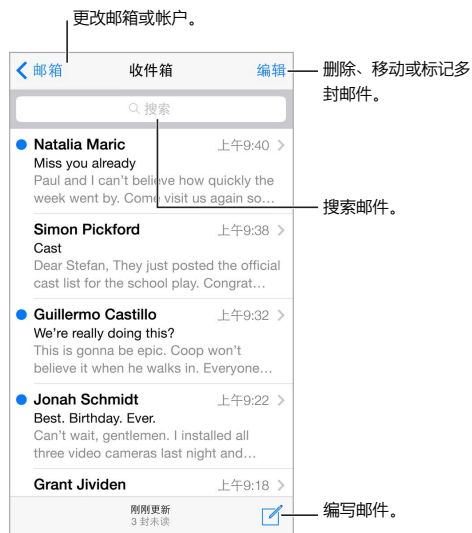 更改邮箱或帐户。
邮箱 收件箱 编辑
删除、移动或标记多
封邮件。
搜索
Natalia Maric 上午9:40
Miss you already
Paul and I can't believe how quickly the
week went by. Come visit us again so...
搜索邮件。
Simon Pickford 上午9:38
Cast
Dear Stefan, They just posted the official
cast list for the school play. Congrat...
Guillermo Castillo 上午9:32
We're really doing this?
This is gonna be epic. Coop won't
believe it when he walks in. Everyone...
Jonah Schmidt 上午9:22
Best. Birthday. Ever.
Can't wait, gentlemen. I installed all
three video cameras last night and...
Grant Jividen 上午9:18
刚刚更新
3 封未读
编写邮件。